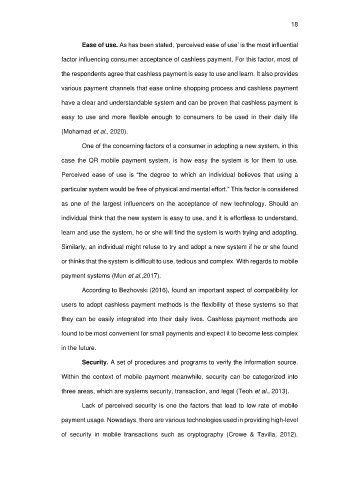 18
Ease of use. As has been stated, 'perceived ease of use' is the most influential
factor influencing consumer acceptance of cashless payment. For this factor, most of
the respondents agree that cashless payment is easy to use and learn. It also provides
various payment channels that ease online shopping process and cashless payment
have a clear and understandable system and can be proven that cashless payment is
easy to use and more flexible enough to consumers to be used in their daily life
(Mohamad et al., 2020).
One of the concerning factors of a consumer in adopting a new system, in this
case the QR mobile payment system, is how easy the system is for them to use.
Perceived ease of use is "the degree to which an individual believes that using a
particular system would be free of physical and mental effort." This factor is considered
as one of the largest influencers on the acceptance of new technology. Should an
individual think that the new system is easy to use, and it is effortless to understand,
learn and use the system, he or she will find the system is worth trying and adopting.
Similarly, an individual might refuse to try and adopt a new system if he or she found
or thinks that the system is difficult to use, tedious and complex. With regards to mobile
payment systems (Mun et al.,2017).
According to Bezhovski (2016), found an important aspect of compatibility for
users to adopt cashless payment methods is the flexibility of these systems so that
they can be easily integrated into their daily lives. Cashless payment methods are
found to be most convenient for small payments and expect it to become less complex
in the future.
Security. A set of procedures and programs to verify the information source.
Within the context of mobile payment meanwhile, security can be categorized into
three areas, which are systems security, transaction, and legal (Teoh et al., 2013).
Lack of perceived security is one the factors that lead to low rate of mobile
payment usage. Nowadays, there are various technologies used in providing high-level
of security in mobile transactions such as cryptography (Crowe & Tavilla, 2012).